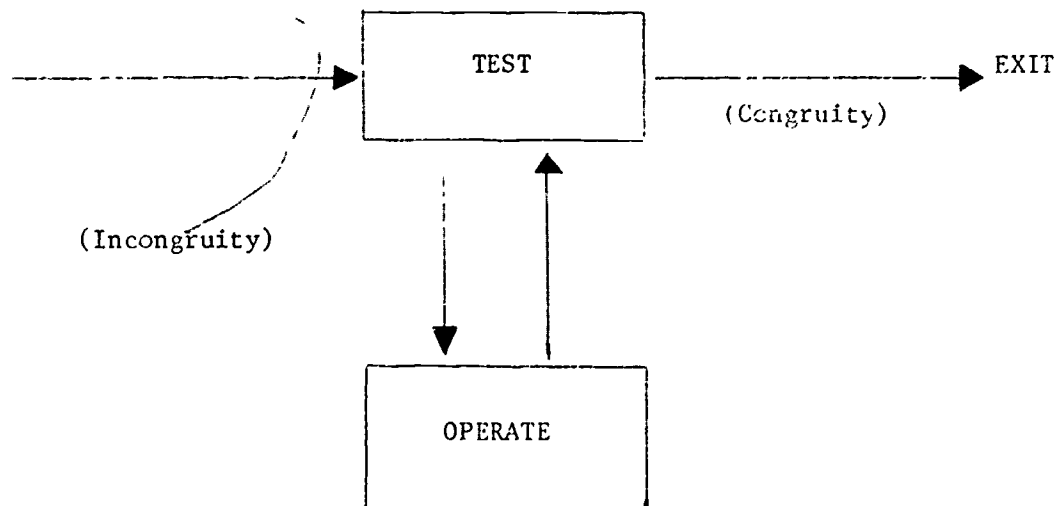 TEST
EXIT
(Congruity)
(Incongruity)
OPERATE